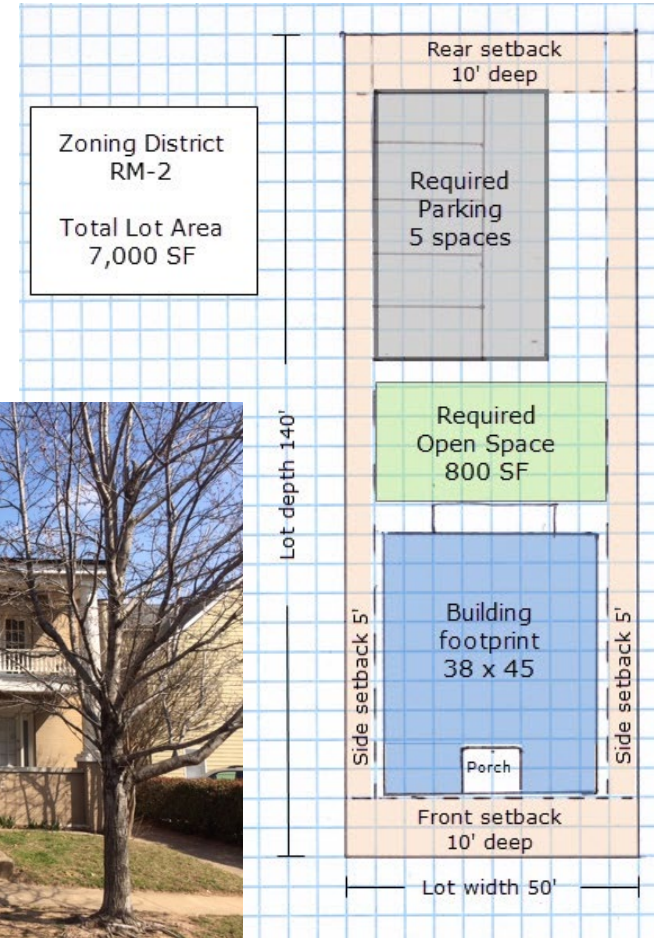 Rear setback
10' deep
Zoning District
RM-2
Total Lot Area
7,000 SF
Required
Parking
5 spaces
Required
Open Space
800 SF
Lot depth 140'
Building
footprint
38 x 45
Side setback 5'
Side setback 5'
Porch
Front setback
10' deep
Lot width 50'